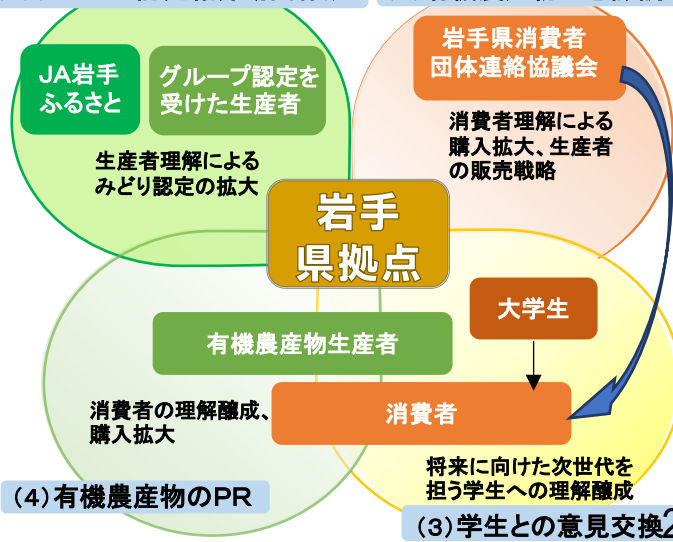 JA岩手
ふるさと
グループ認定を
受けた生産者
生産者理解による
みどり認定の拡大
岩手県消費者
団体連絡協議会
消費者理解による
購入拡大、生産者
の販売戦略
岩手
県拠点
大学生
有機農産物生産者
消費者
消費者の理解醸成、
購入拡大
将来に向けた次世代を
担う学生への理解醸成
(4)有機農産物のPR
(3)学生との意見交換
2